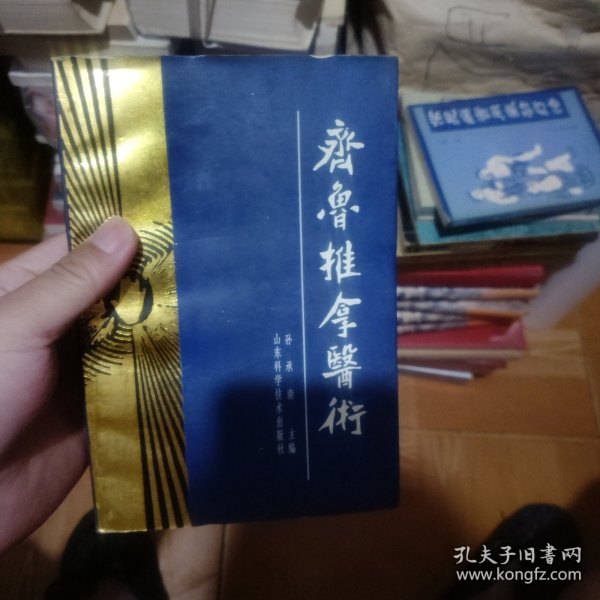 齊魯推拿醫術
孙承南 主编
山东科学技术出版社
孔夫子旧书网
www.kongfz.com